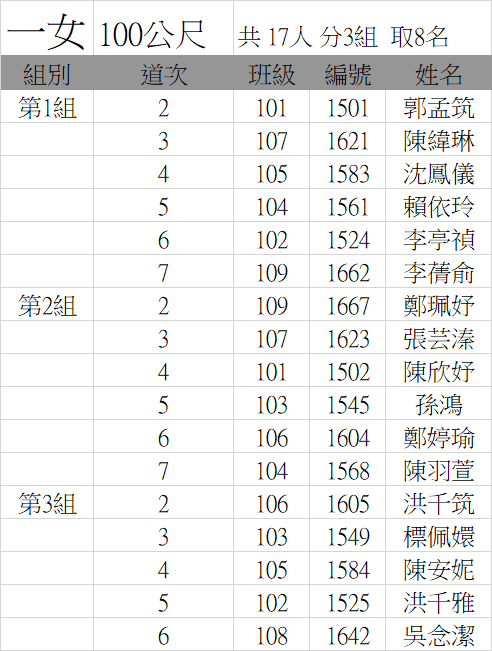 一女 100公尺 共 17人 分3組 取8名
組別 道次 班級 編號 姓名
第1組 2 101 1501 郭孟筑
3 107 1621 陳緯琳
4 105 1583 沈鳳儀
5 104 1561 賴依玲
6 102 1524 李亭禎
7 109 1662 李蒨俞
第2組 2 109 1667 鄭珮妤
3 107 1623 張芸溱
4 101 1502 陳欣妤
5 103 1545 孫鴻
6 106 1604 鄭婷瑜
7 104 1568 陳羽萱
第3組 2 106 1605 洪千筑
3 103 1549 標佩嬛
4 105 1584 陳安妮
5 102 1525 洪千雅
6 108 1642 吳念潔